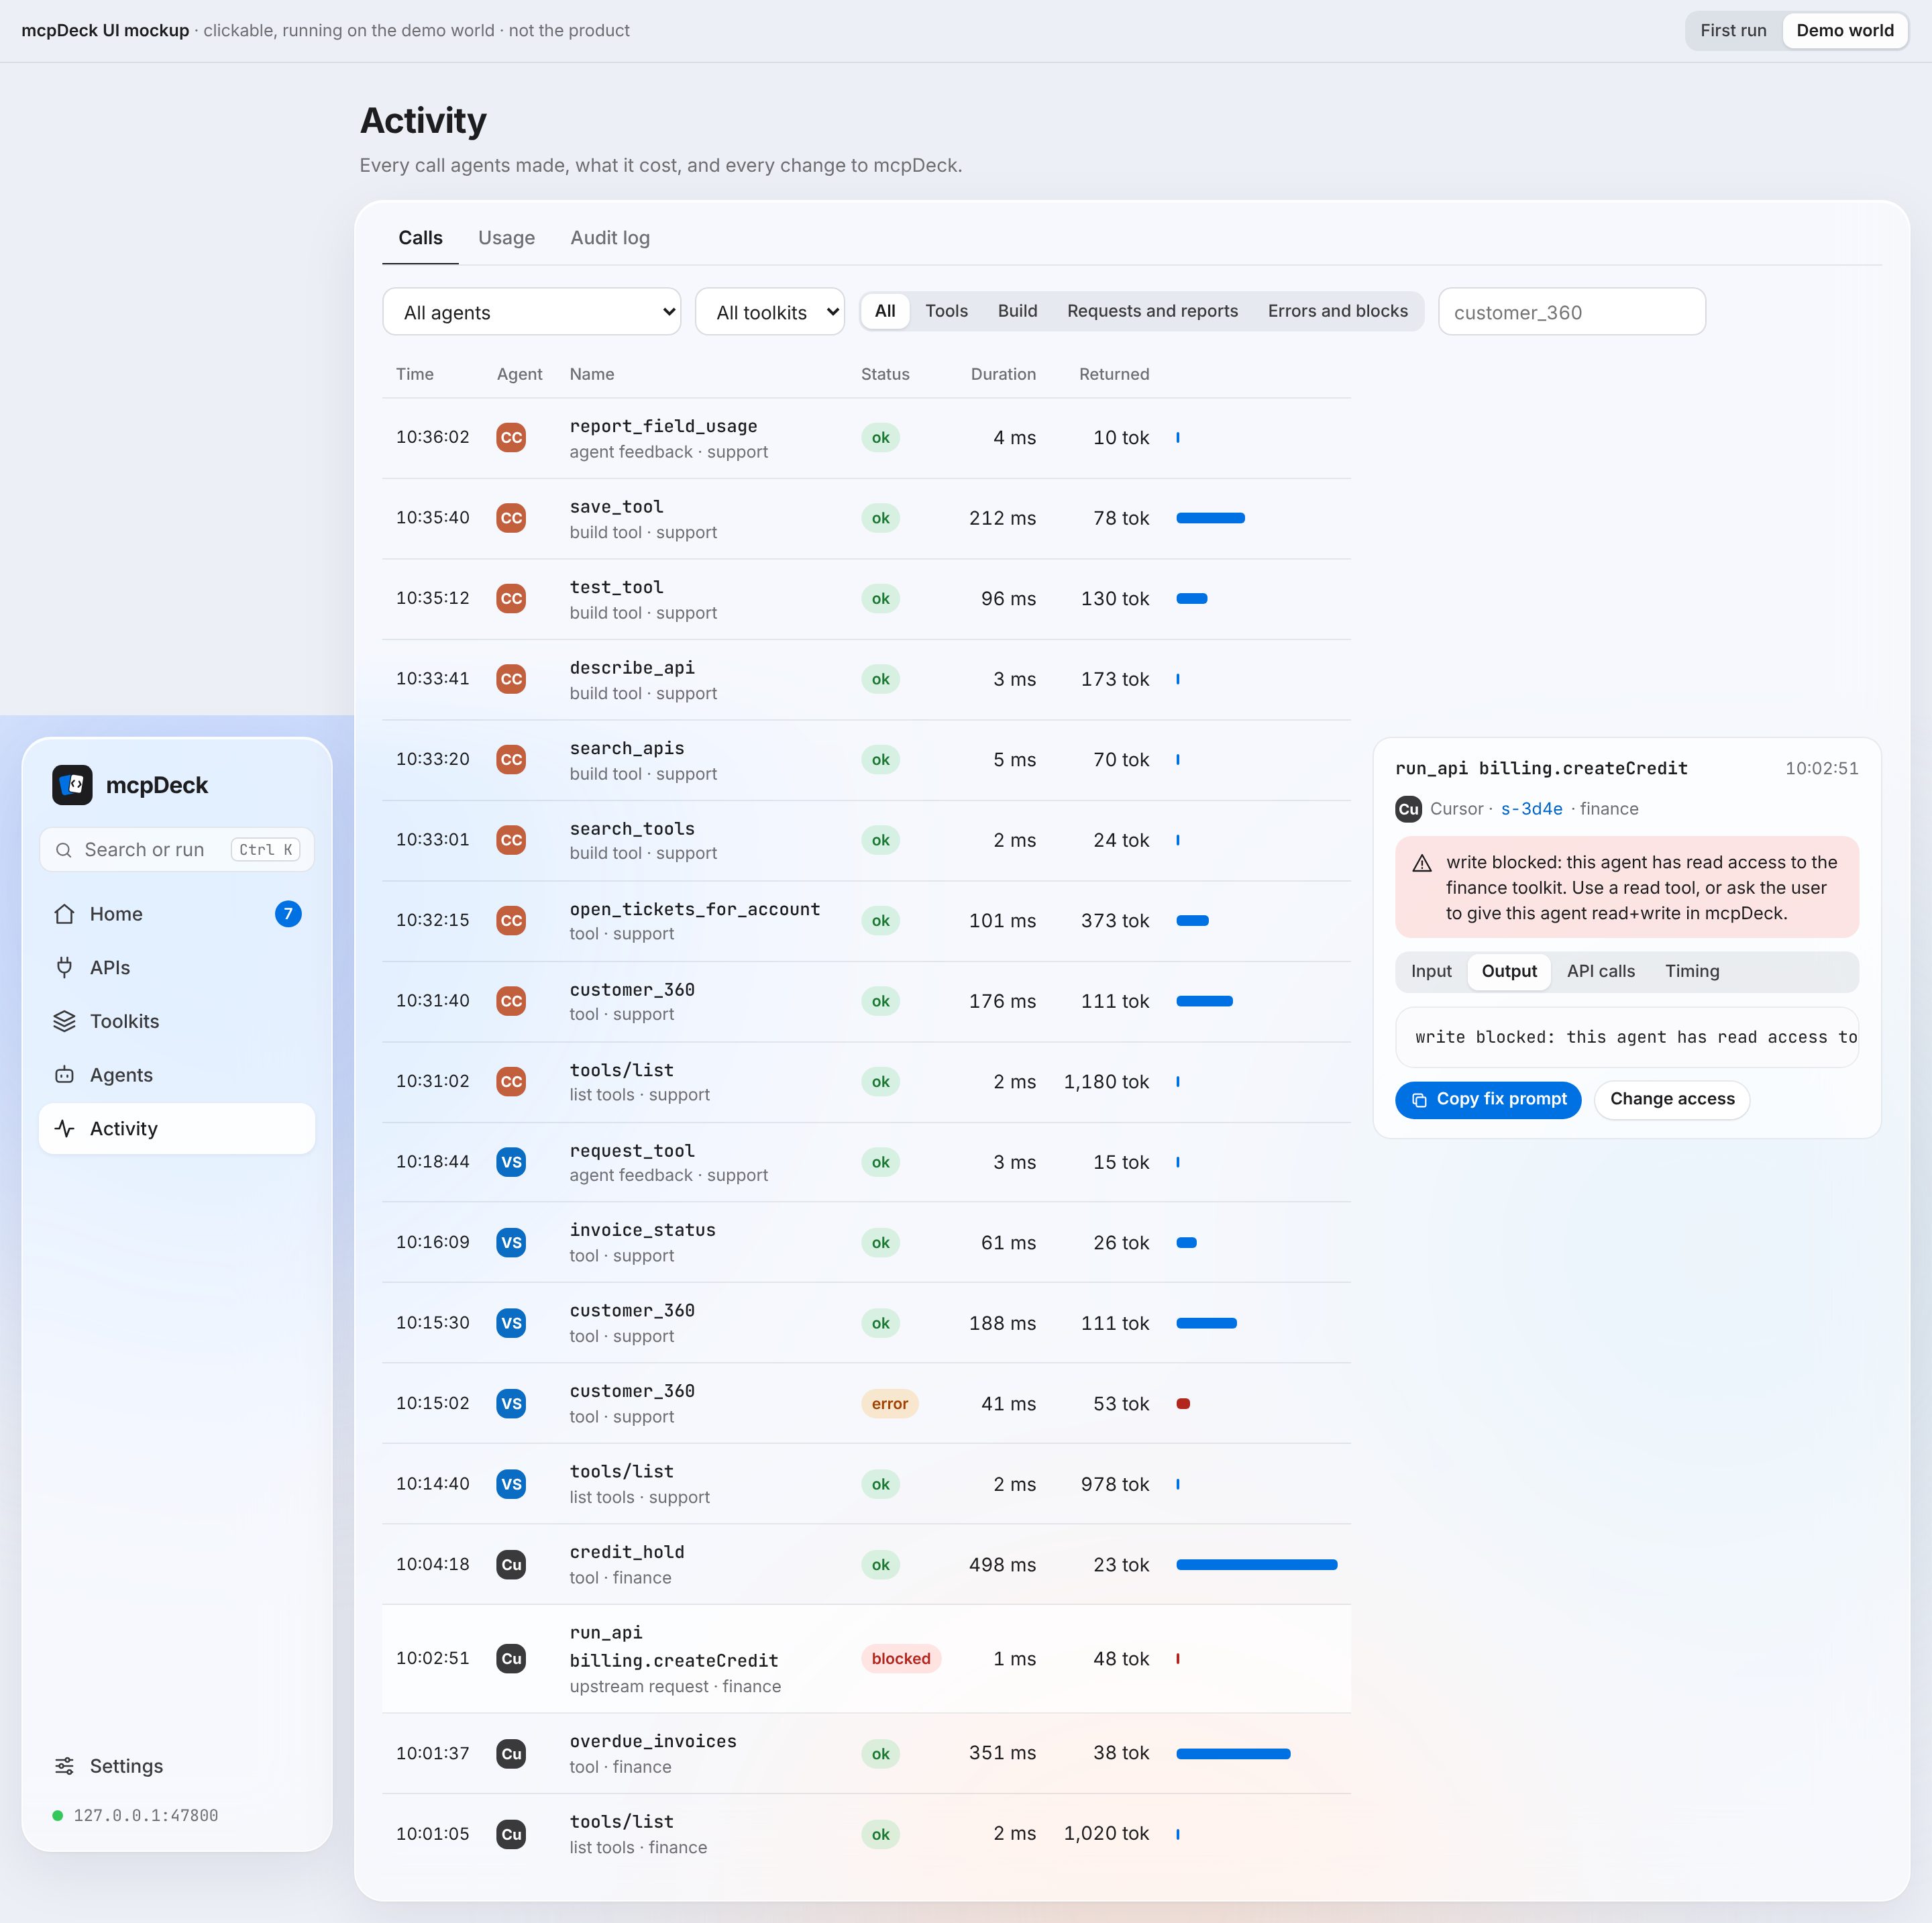 mcpDeck UI mockup · clickable, running on the demo world · not the product
First run
Demo world
Activity
Every call agents made, what it cost, and every change to mcpDeck.
Calls
Usage
Audit log
All agents
All toolkits
All
Tools
Build
Requests and reports
Errors and blocks
customer_360
Time Agent Name Status Duration Returned
10:36:02 CC report_field_usage ok 4 ms 10 tok
agent feedback · support
10:35:40 CC save_tool ok 212 ms 78 tok
build tool · support
10:35:12 CC test_tool ok 96 ms 130 tok
build tool · support
10:33:41 CC describe_api ok 3 ms 173 tok
build tool · support
10:33:20 CC search_apis ok 5 ms 70 tok
build tool · support
10:33:01 CC search_tools ok 2 ms 24 tok
build tool · support
10:32:15 CC open_tickets_for_account ok 101 ms 373 tok
tool · support
10:31:40 CC customer_360 ok 176 ms 111 tok
tool · support
10:31:02 CC tools/list ok 2 ms 1,180 tok
list tools · support
10:18:44 VS request_tool ok 3 ms 15 tok
agent feedback · support
10:16:09 VS invoice_status ok 61 ms 26 tok
tool · support
10:15:30 VS customer_360 ok 188 ms 111 tok
tool · support
10:15:02 VS customer_360 error 41 ms 53 tok
tool · support
10:14:40 VS tools/list ok 2 ms 978 tok
list tools · support
10:04:18 Cu credit_hold ok 498 ms 23 tok
tool · finance
10:02:51 Cu run_api blocked 1 ms 48 tok
billing.createCredit
upstream request · finance
10:01:37 Cu overdue_invoices ok 351 ms 38 tok
tool · finance
10:01:05 Cu tools/list ok 2 ms 1,020 tok
list tools · finance
mcpDeck
Search or run Ctrl K
Home 7
APIs
Toolkits
Agents
Activity
Settings
127.0.0.1:47800
run_api billing.createCredit 10:02:51
Cu Cursor · s-3d4e · finance
write blocked: this agent has read access to the
finance toolkit. Use a read tool, or ask the user
to give this agent read+write in mcpDeck.
Input
Output
API calls
Timing
write blocked: this agent has read access to
Copy fix prompt
Change access